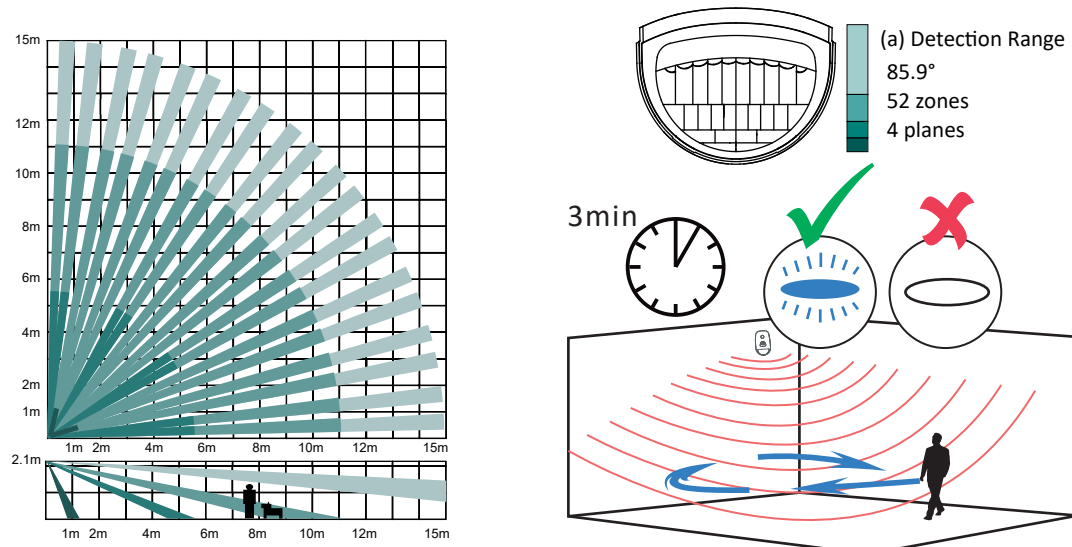 15m
12m
10m
8m
6m
4m
2m
1m
1m 2m 4m 6m 8m 10m 12m 15m
2.1m
1m 2m 4m 6m 8m 10m 12m 15m
(a) Detection Range
85.9°
52 zones
4 planes
3min